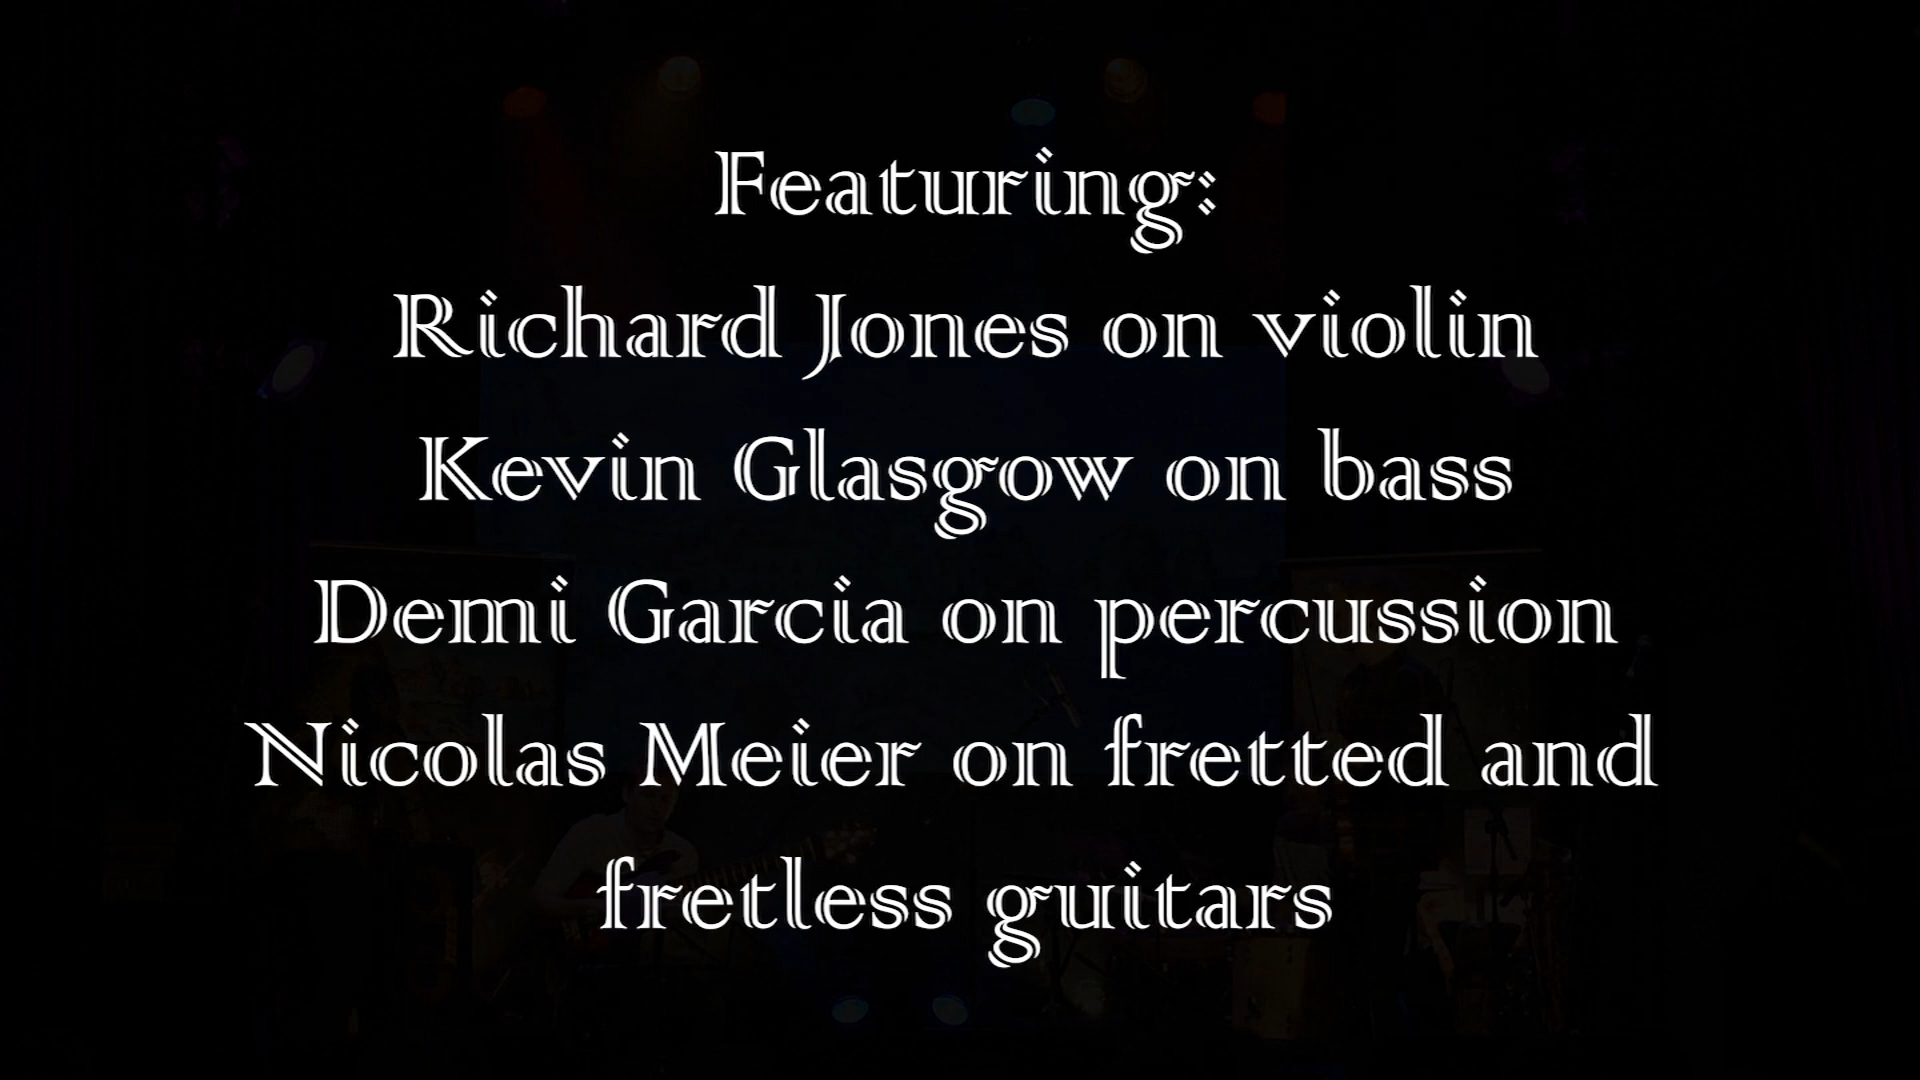 Featuring:
Richard Jones on violin
Kevin Glasgow on bass
Demi Garcia on percussion
Nicolas Meier on fretted and
fretless guitars